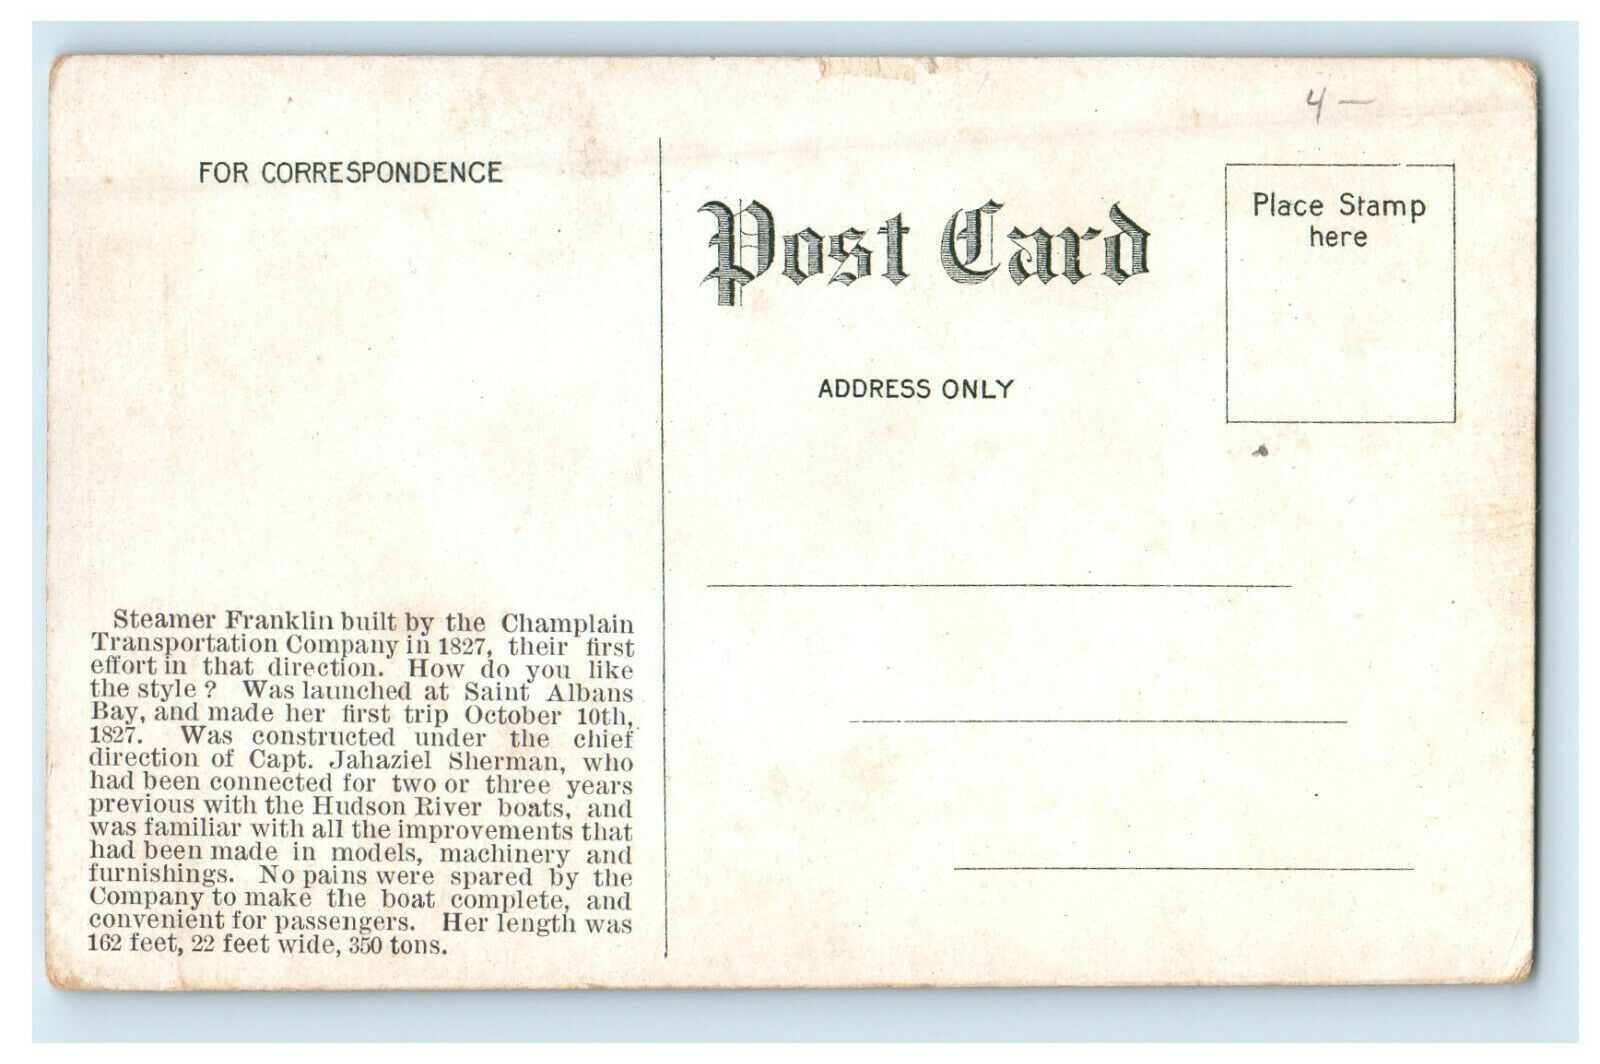 4 —
FOR CORRESPONDENCE
Post Card
Place Stamp
here
ADDRESS ONLY
Steamer Franklin built by the Champlain
Transportation Company in 1827, their first
effort in that direction. How do you like
the style ? Was launched at Saint Albans
Bay, and made her first trip October 10th,
1827. Was constructed under the chief
direction of Capt. Jahaziel Sherman, who
had been connected for two or three years
previous with the Hudson River boats, and
was familiar with all the improvements that
had been made in models, machinery and
furnishings. No pains were spared by the
Company to make the boat complete, and
convenient for passengers. Her length was
162 feet, 22 feet wide, 350 tons.